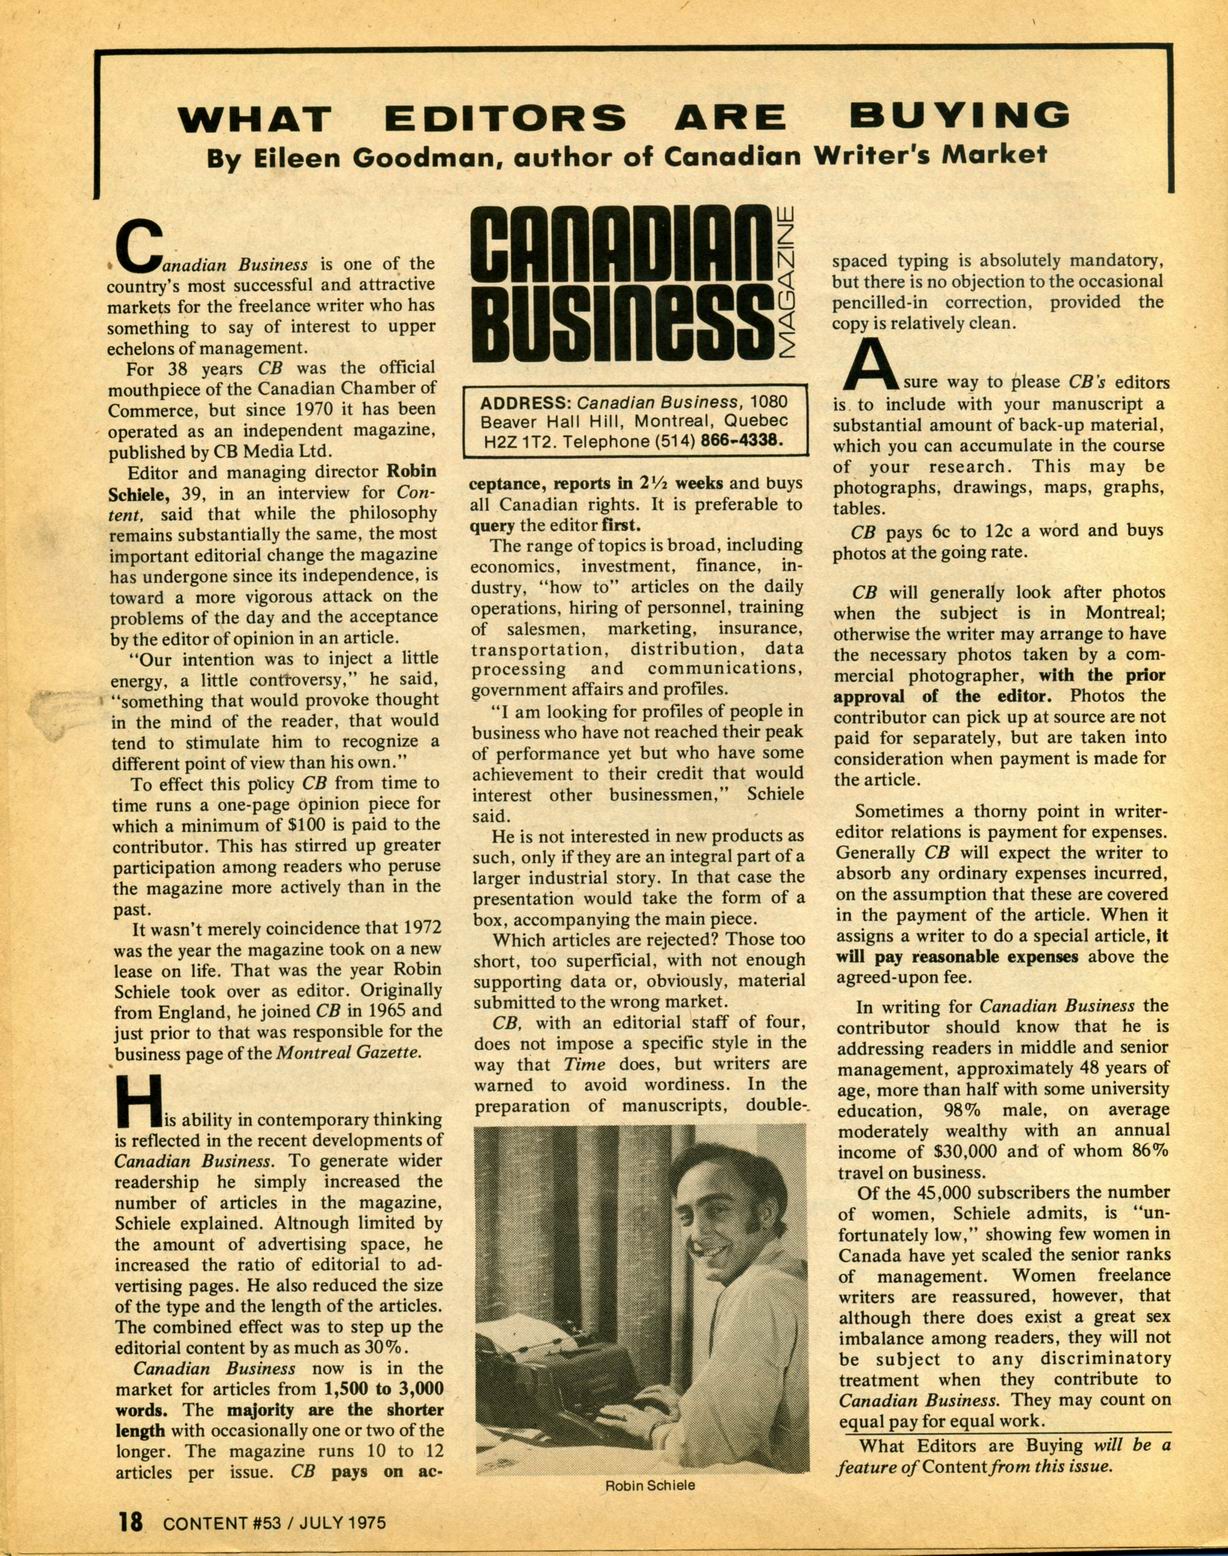 WHAT EDITORS ARE BUYING
By Eileen Goodman, author of Canadian Writer's Market
Canadian Business is one of the
country's most successful and attractive
markets for the freelance writer who has
something to say of interest to upper
echelons of management.
For 38 years CB was the official
mouthpiece of the Canadian Chamber of
Commerce, but since 1970 it has been
operated as an independent magazine,
published by CB Media Ltd.
Editor and managing director Robin
Schiele, 39, in an interview for Con-
tent, said that while the philosophy
remains substantially the same, the most
important editorial change the magazine
has undergone since its independence, is
toward a more vigorous attack on the
problems of the day and the acceptance
by the editor of opinion in an article.
"Our intention was to inject a little
energy, a little controversy," he said,
"something that would provoke thought
in the mind of the reader, that would
tend to stimulate him to recognize a
different point of view than his own."
To effect this policy CB from time to
time runs a one-page opinion piece for
which a minimum of $100 is paid to the
contributor. This has stirred up greater
participation among readers who peruse
the magazine more actively than in the
past.
It wasn't merely coincidence that 1972
was the year the magazine took on a new
lease on life. That was the year Robin
Schiele took over as editor. Originally
from England, he joined CB in 1965 and
just prior to that was responsible for the
business page of the Montreal Gazette.
His ability in contemporary thinking
is reflected in the recent developments of
Canadian Business. To generate wider
readership he simply increased the
number of articles in the magazine,
Schiele explained. Altnough limited by
the amount of advertising space, he
increased the ratio of editorial to ad-
vertising pages. He also reduced the size
of the type and the length of the articles.
The combined effect was to step up the
editorial content by as much as 30%.
Canadian Business now is in the
market for articles from 1,500 to 3,000
words. The majority are the shorter
length with occasionally one or two of the
longer. The magazine runs 10 to 12
articles per issue. CB pays on ac-
CANADIAN
BUSINESS
MAGAZINE
ADDRESS: Canadian Business, 1080
Beaver Hall Hill, Montreal, Quebec
H2Z 1T2. Telephone (514) 866-4338.
ceptance, reports in 2½ weeks and buys
all Canadian rights. It is preferable to
query the editor first.
The range of topics is broad, including
economics, investment, finance, in-
dustry, "how to" articles on the daily
operations, hiring of personnel, training
of salesmen, marketing, insurance,
transportation, distribution, data
processing and communications,
government affairs and profiles.
"I am looking for profiles of people in
business who have not reached their peak
of performance yet but who have some
achievement to their credit that would
interest other businessmen," Schiele
said.
He is not interested in new products as
such, only if they are an integral part of a
larger industrial story. In that case the
presentation would take the form of a
box, accompanying the main piece.
Which articles are rejected? Those too
short, too superficial, with not enough
supporting data or, obviously, material
submitted to the wrong market.
CB, with an editorial staff of four,
does not impose a specific style in the
way that Time does, but writers are
warned to avoid wordiness. In the
preparation of manuscripts, double-
Robin Schiele
spaced typing is absolutely mandatory,
but there is no objection to the occasional
pencilled-in correction, provided the
copy is relatively clean.
A sure way to please CB's editors
is to include with your manuscript a
substantial amount of back-up material,
which you can accumulate in the course
of your research. This may be
photographs, drawings, maps, graphs,
tables.
CB pays 6c to 12c a word and buys
photos at the going rate.
CB will generally look after photos
when the subject is in Montreal;
otherwise the writer may arrange to have
the necessary photos taken by a com-
mercial photographer, with the prior
approval of the editor. Photos the
contributor can pick up at source are not
paid for separately, but are taken into
consideration when payment is made for
the article.
Sometimes a thorny point in writer-
editor relations is payment for expenses.
Generally CB will expect the writer to
absorb any ordinary expenses incurred,
on the assumption that these are covered
in the payment of the article. When it
assigns a writer to do a special article, it
will pay reasonable expenses above the
agreed-upon fee.
In writing for Canadian Business the
contributor should know that he is
addressing readers in middle and senior
management, approximately 48 years of
age, more than half with some university
education, 98% male, on average
moderately wealthy with an annual
income of $30,000 and of whom 86%
travel on business.
Of the 45,000 subscribers the number
of women, Schiele admits, is "un-
fortunately low," showing few women in
Canada have yet scaled the senior ranks
of management. Women freelance
writers are reassured, however, that
although there does exist a great sex
imbalance among readers, they will not
be subject to any discriminatory
treatment when they contribute to
Canadian Business. They may count on
equal pay for equal work.
What Editors are Buying will be a
feature of Content from this issue.
18 CONTENT #53 / JULY 1975